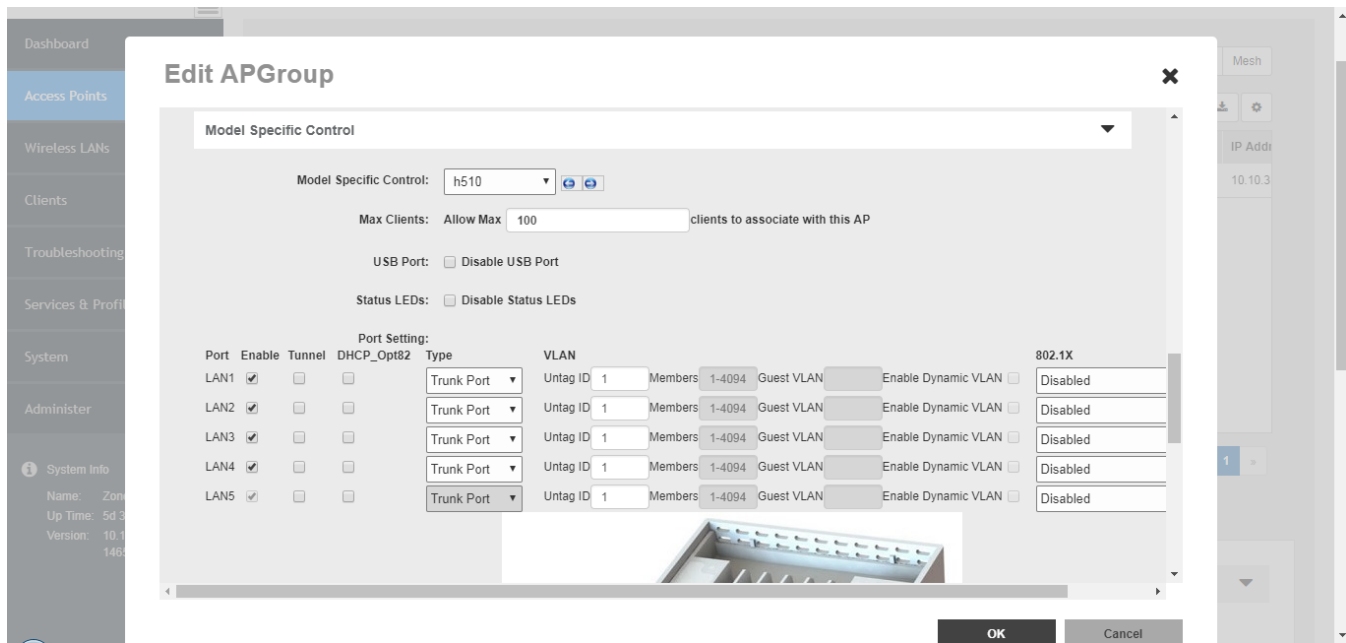 Dashboard
Edit APGroup
Mesh
Access Points
Model Specific Control
Wireless LANs
IP Addr
Model Specific Control: h510
10.10.3
Clients
Max Clients: Allow Max 100 clients to associate with this AP
Troubleshooting
USB Port: Disable USB Port
Services & Profil
Status LEDs: Disable Status LEDs
Port Setting:
System
Port Enable Tunnel DHCP_Opt82 Type VLAN 802.1X
LAN1 Trunk Port Untag ID 1 Members 1-4094 Guest VLAN Enable Dynamic VLAN Disabled
LAN2 Trunk Port Untag ID 1 Members 1-4094 Guest VLAN Enable Dynamic VLAN Disabled
Administer
LAN3 Trunk Port Untag ID 1 Members 1-4094 Guest VLAN Enable Dynamic VLAN Disabled
LAN4 Trunk Port Untag ID 1 Members 1-4094 Guest VLAN Enable Dynamic VLAN Disabled
System Info
1 »
LAN5 Trunk Port Untag ID 1 Members 1-4094 Guest VLAN Enable Dynamic VLAN Disabled
Name: Zon
Up Time: 5d 3
Version: 10.1
1465
OK Cancel